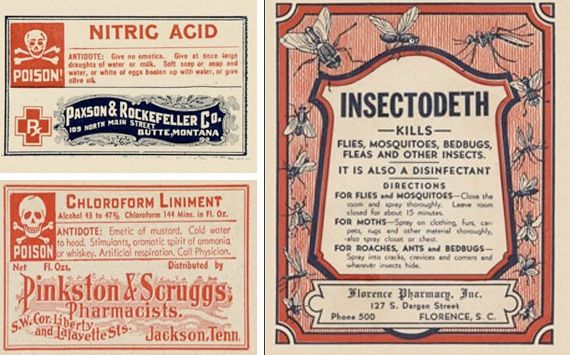 NITRIC ACID
POISON!
ANTIDOTE: Give no emetics. Give at once large
draughts of water or milk. Soft soap or soap and
water, or white of eggs beaten up with water, or give
olive oil.
Rx
PAXSON & ROCKEFELLER CO.
109 NORTH MAIN STREET
BUTTE, MONTANA
CHLOROFORM LINIMENT
Alcohol 43 to 47% Chloroform 144 Mins. in Fl. Oz.
POISON
ANTIDOTE: Emetic of mustard. Cold water
to head. Stimulants, aromatic spirit of ammonia
or whiskey. Artificial respiration. Call Physician.
Net Fl. Ozs. Distributed by
Pinkston & Scruggs,
Pharmacists.
S.W. Cor. Liberty
and Lafayette Sts.
Jackson, Tenn.
INSECTODETH
—KILLS—
FLIES, MOSQUITOES, BEDBUGS,
FLEAS AND OTHER INSECTS.
IT IS ALSO A DISINFECTANT
DIRECTIONS
FOR FLIES and MOSQUITOES—Close the
room and spray thoroughly. Leave room
closed for about 15 minutes.
FOR MOTHS—Spray on clothing, furs, car-
pets, rugs and other material thoroughly,
also spray closet or chest.
FOR ROACHES, ANTS and BEDBUGS—
Spray into cracks, crevices and corners and
wherever insects hide.
Florence Pharmacy, Inc.
127 S. Dargan Street
Phone 500 FLORENCE, S. C.